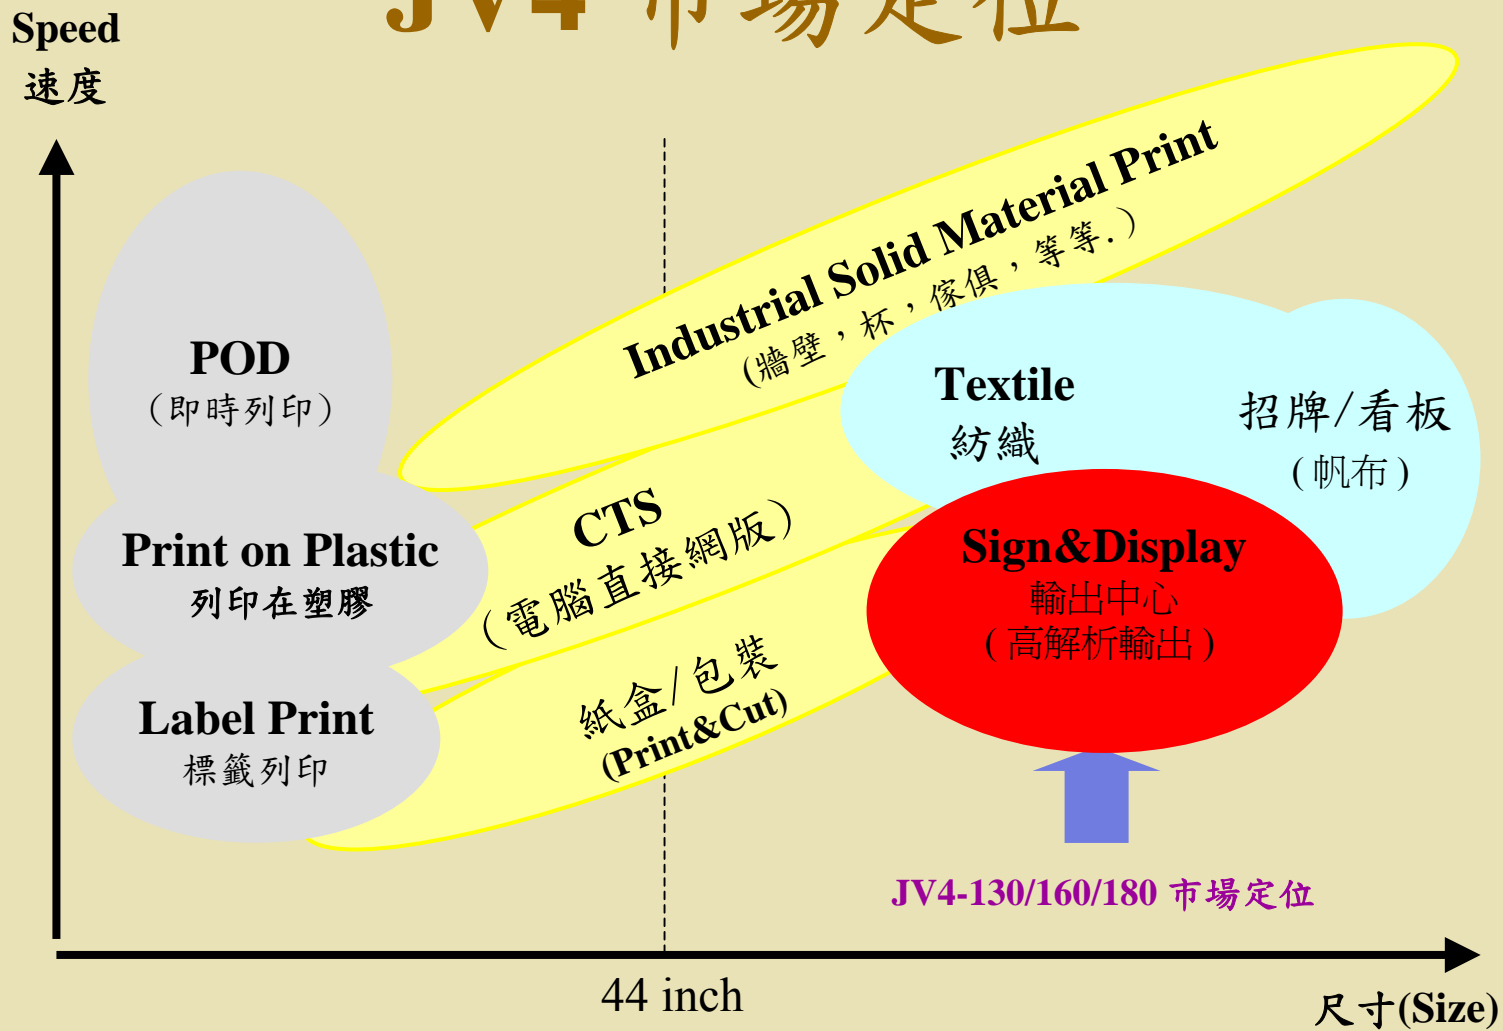 JV4 市場定位
Speed
速度
Industrial Solid Material Print
(牆壁，杯，傢俱，等等.)
POD
(即時列印)
Textile
紡織
招牌/看板
(帆布)
CTS
(電腦直接網版)
Print on Plastic
列印在塑膠
Sign&Display
輸出中心
(高解析輸出)
紙盒/包裝
(Print&Cut)
Label Print
標籤列印
JV4-130/160/180 市場定位
44 inch
尺寸(Size)